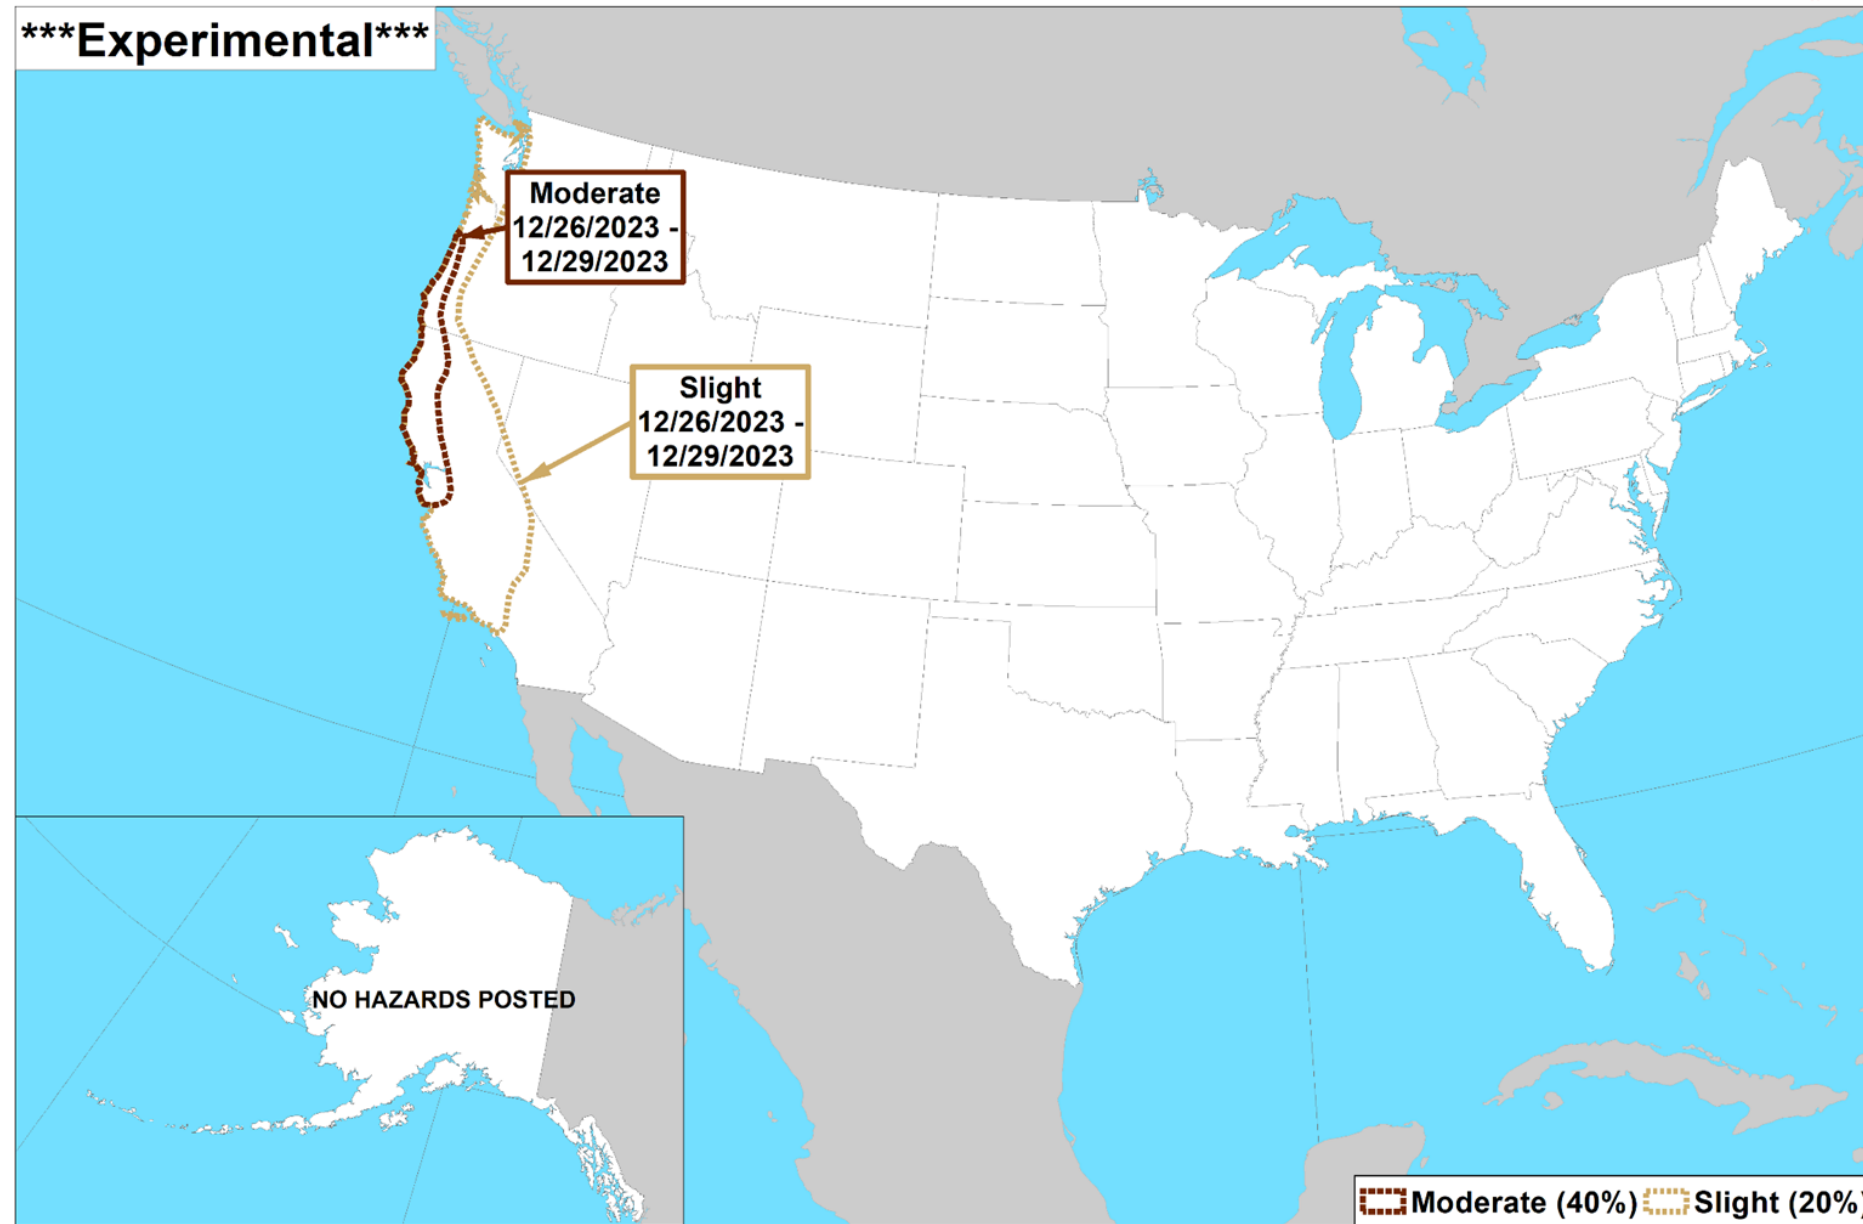 ***Experimental***
Moderate
12/26/2023 -
12/29/2023
Slight
12/26/2023 -
12/29/2023
NO HAZARDS POSTED
Moderate (40%) Slight (20%)